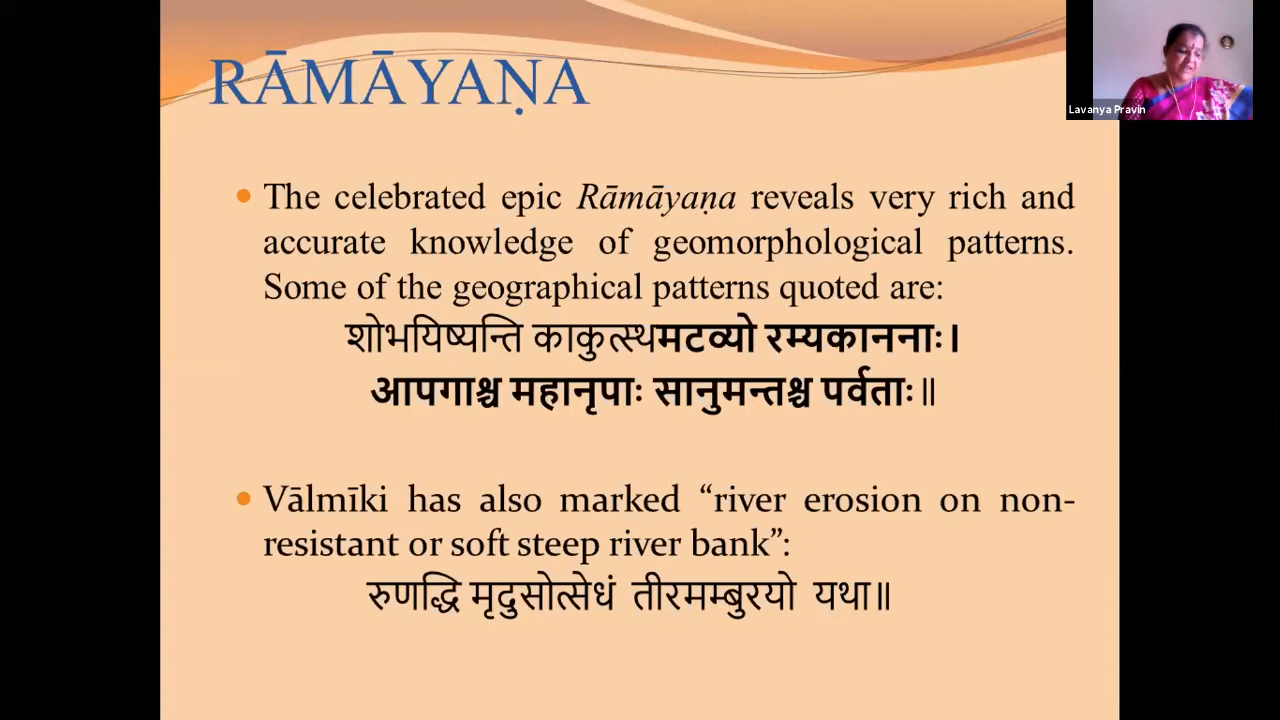 RĀMĀYAṆA
Lavanya Pravin
• The celebrated epic Rāmāyaṇa reveals very rich and
accurate knowledge of geomorphological patterns.
Some of the geographical patterns quoted are:
शोभयिष्यन्ति काकुत्स्थमटव्यो रम्यकाननाः।
आपगाश्च महानृपाः सानुमन्तश्च पर्वताः॥
• Vālmīki has also marked “river erosion on non-
resistant or soft steep river bank”:
रुणद्धि मृदुसोत्सेधं तीरमम्बुरयो यथा॥